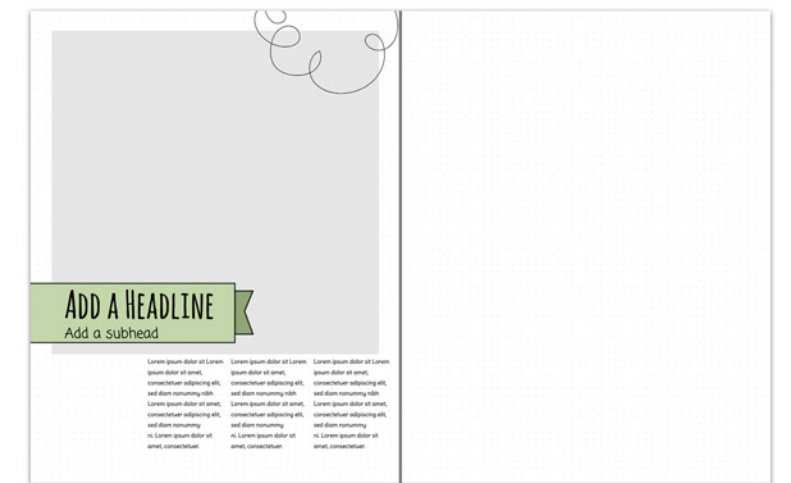 ADD A HEADLINE
Add a subhead
Lorem ipsum dolor sit Lorem
ipsum dolor sit amet,
consectetuer adipiscing elit,
sed diam nonummy nibh
Lorem ipsum dolor sit amet,
consectetuer adipiscing elit,
sed diam nonummy
ni. Lorem ipsum dolor sit
amet, consectetuer.
Lorem ipsum dolor sit Lorem
ipsum dolor sit amet,
consectetuer adipiscing elit,
sed diam nonummy nibh
Lorem ipsum dolor sit amet,
consectetuer adipiscing elit,
sed diam nonummy
ni. Lorem ipsum dolor sit
amet, consectetuer.
Lorem ipsum dolor sit Lorem
ipsum dolor sit amet,
consectetuer adipiscing elit,
sed diam nonummy nibh
Lorem ipsum dolor sit amet,
consectetuer adipiscing elit,
sed diam nonummy
ni. Lorem ipsum dolor sit
amet, consectetuer.